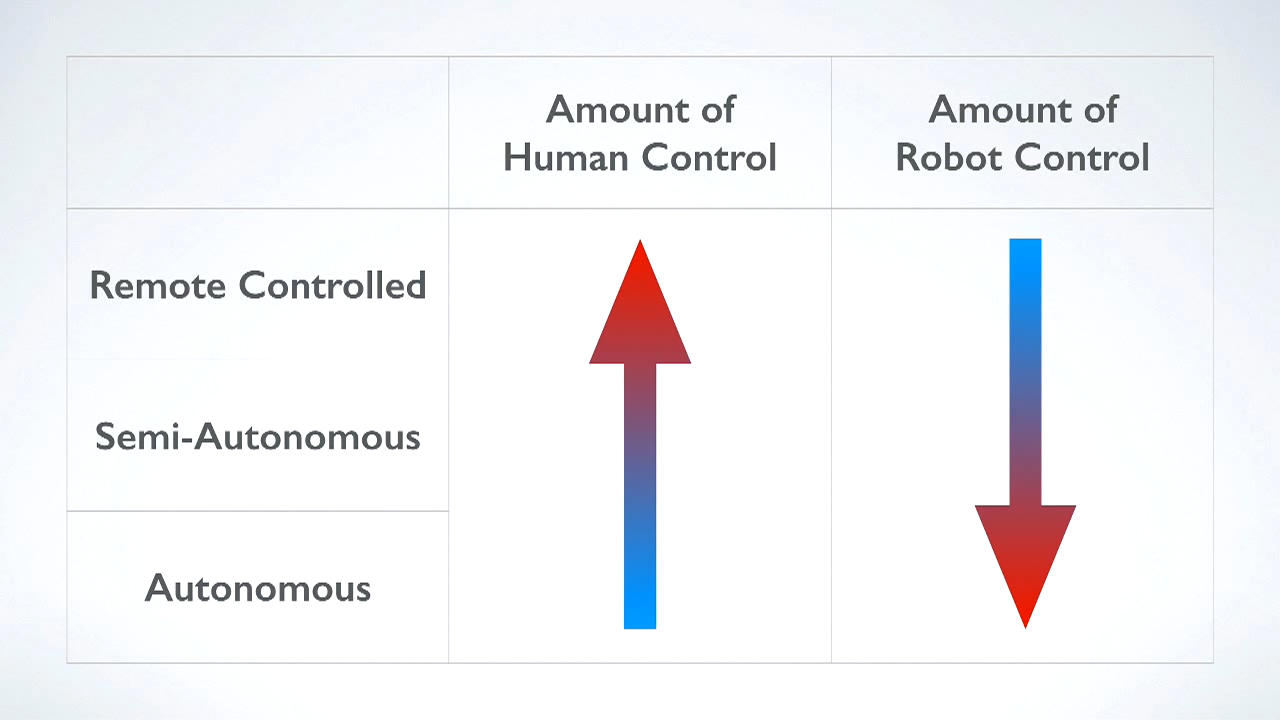 Amount of
Human Control
Amount of
Robot Control
Remote Controlled
Semi-Autonomous
Autonomous